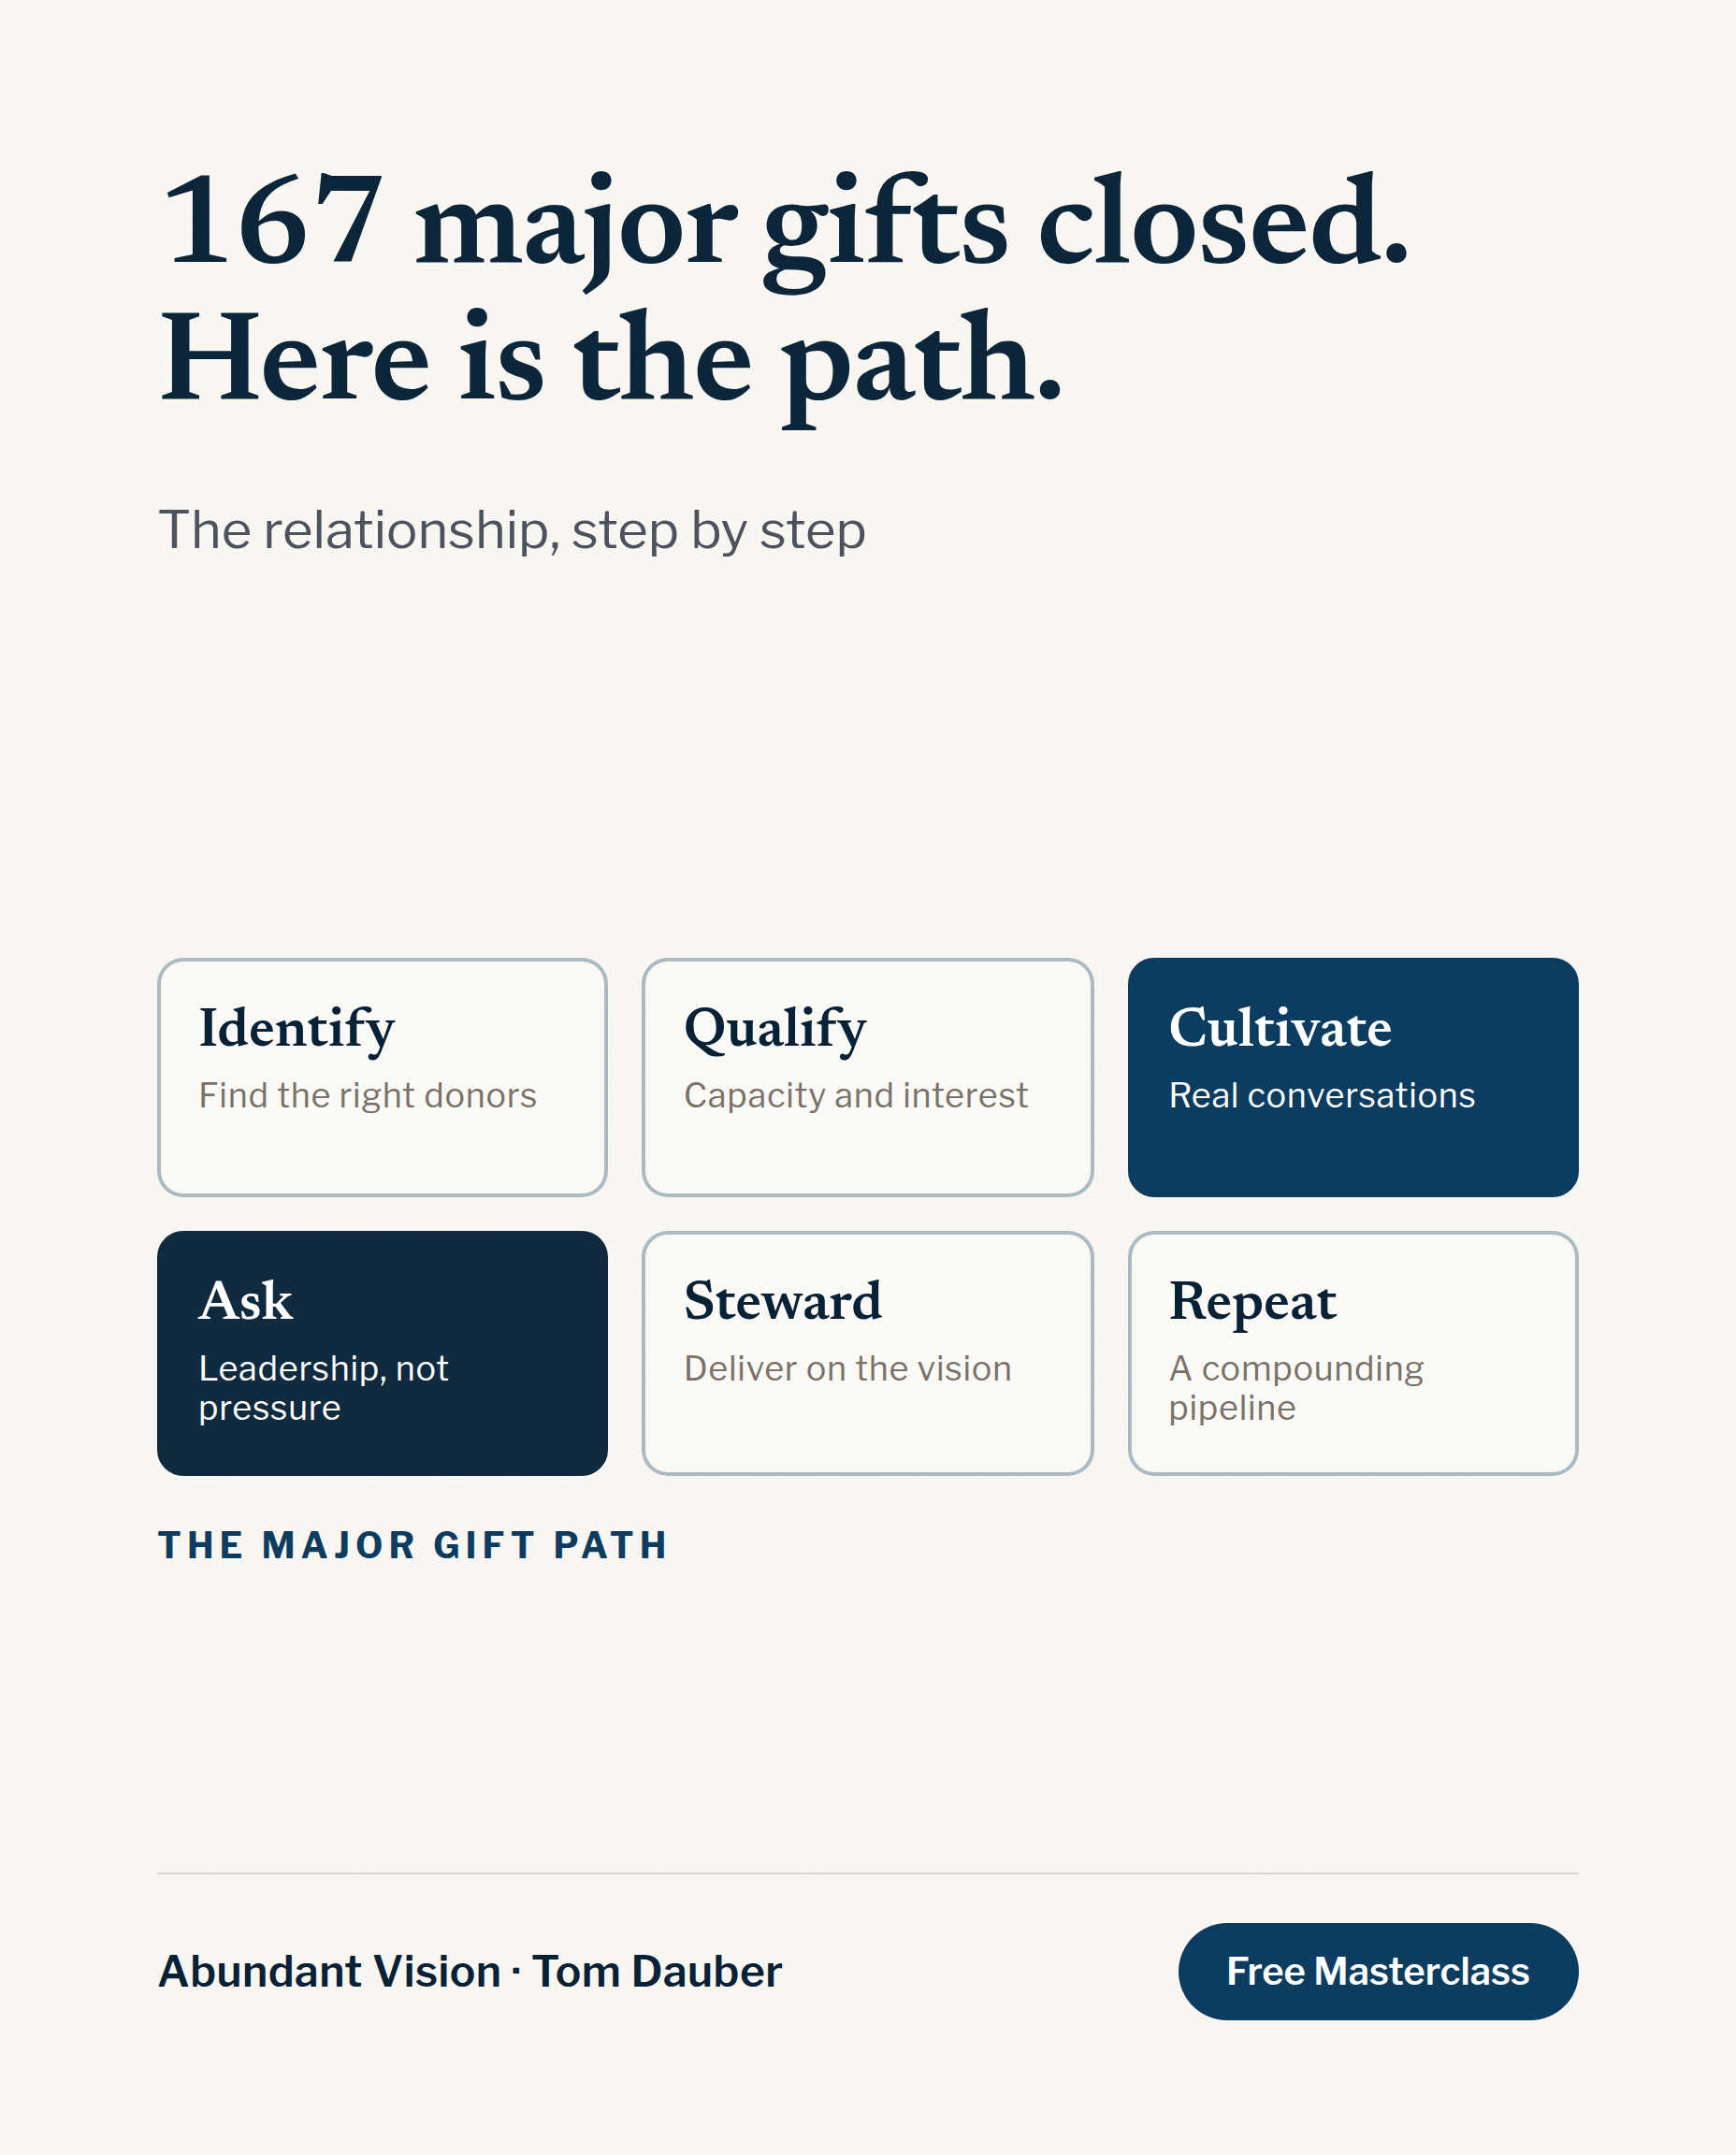 167 major gifts closed.
Here is the path.
The relationship, step by step
Identify
Find the right donors
Qualify
Capacity and interest
Cultivate
Real conversations
Ask
Leadership, not
pressure
Steward
Deliver on the vision
Repeat
A compounding
pipeline
THE MAJOR GIFT PATH
Abundant Vision · Tom Dauber
Free Masterclass